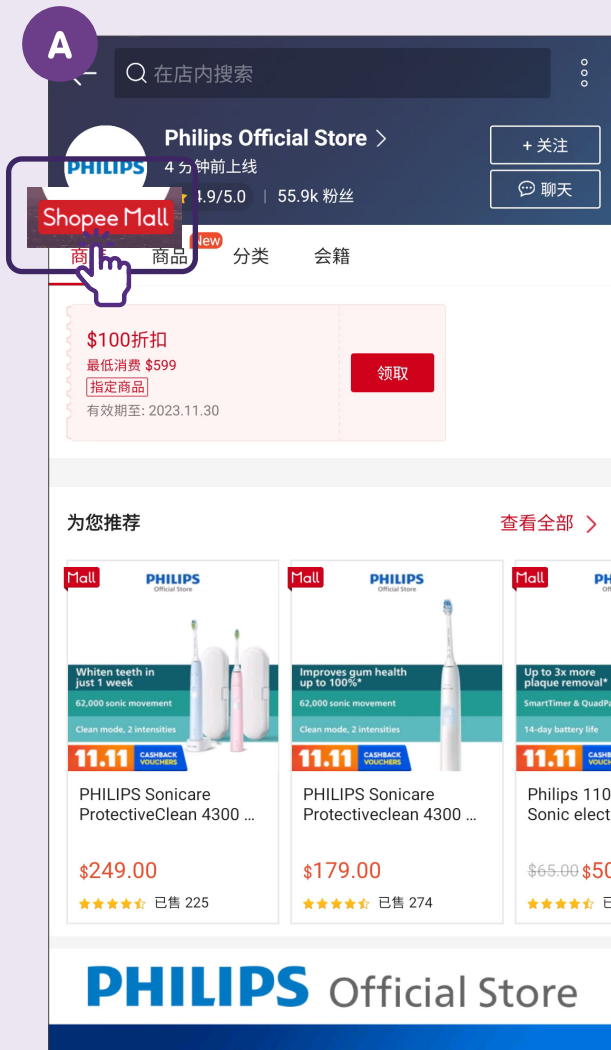 A
在店内搜索
Philips Official Store
PHILIPS
4 分钟前上线
4.9/5.0 | 55.9k 粉丝
+ 关注
聊天
Shopee Mall
New
商品
分类
会籍
$100折扣
最低消费 $599
指定商品
有效期至: 2023.11.30
领取
为您推荐
查看全部
Mall
PHILIPS
Official Store
Whiten teeth in
just 1 week
62,000 sonic movement
Clean mode, 2 intensities
11.11 CASHBACK
VOUCHERS
PHILIPS Sonicare
ProtectiveClean 4300 ...
$249.00
已售 225
Mall
PHILIPS
Official Store
Improves gum health
up to 100%*
62,000 sonic movement
Clean mode, 2 intensities
11.11 CASHBACK
VOUCHERS
PHILIPS Sonicare
Protectiveclean 4300 ...
$179.00
已售 274
Mall
Up to 3x more
plaque removal*
14-day battery life
11.11
Philips 110
Sonic elect
$65.00 $50
PHILIPS Official Store